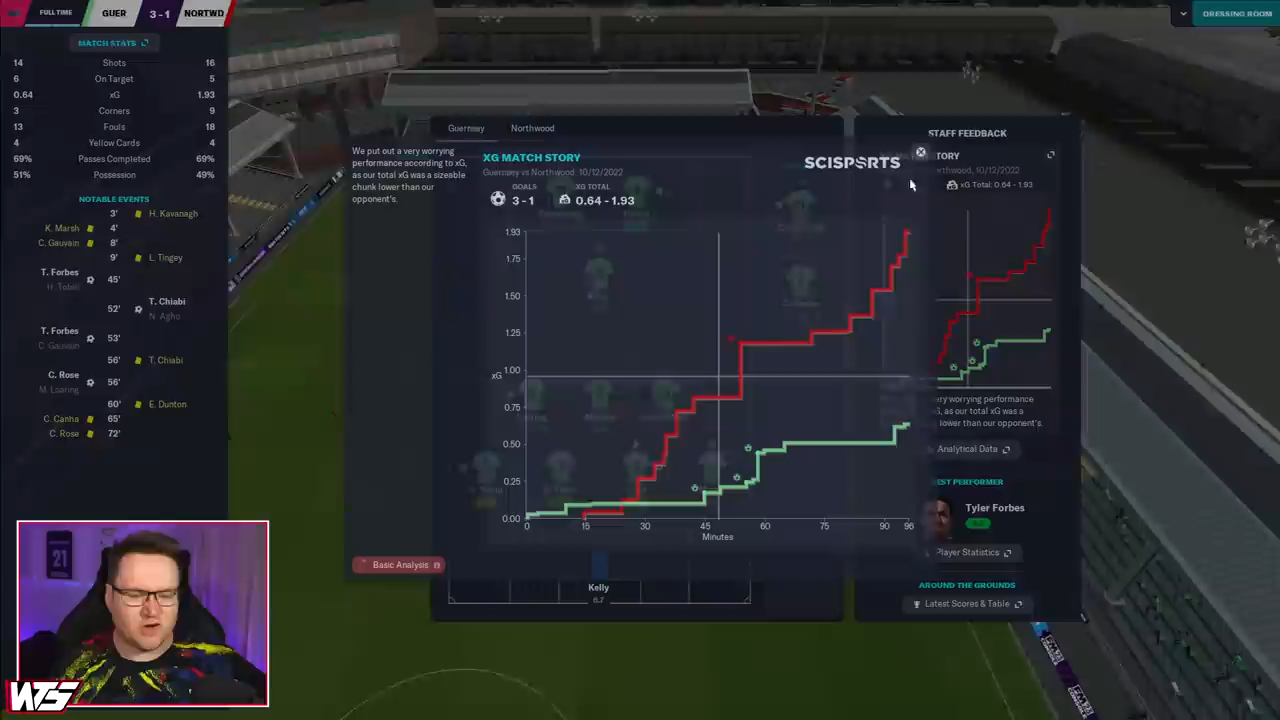 FULL TIME
GUER
3 - 1
NORTWD
DRESSING ROOM
MATCH STATS
14 Shots 16
6 On Target 5
0.64 xG 1.93
3 Corners 9
13 Fouls 18
4 Yellow Cards 4
69% Passes Completed 69%
51% Possession 49%
NOTABLE EVENTS
3' H. Kavanagh
K. Marsh 4'
C. Gauvain 8'
9' L. Tingey
T. Forbes 45'
H. Tobin
52' T. Chiabi
N. Agho
T. Forbes 53'
C. Gauvain
56' T. Chiabi
C. Rose 56'
M. Loaring
60' E. Dunton
C. Canha 65'
C. Rose 72'
Guernsey Northwood
We put out a very worrying
performance according to xG,
as our total xG was a sizeable
chunk lower than our
opponent's.
Basic Analysis
XG MATCH STORY
Guernsey vs Northwood, 10/12/2022
SCISPORTS
GOALS
3 - 1
XG TOTAL
0.64 - 1.93
1.93
1.75
1.50
1.25
1.00
xG
0.75
0.50
0.25
0.00
0 15 30 45 60 75 90 96
Minutes
Kelly
6.7
STAFF FEEDBACK
TORY
rthwood, 10/12/2022
xG Total: 0.64 - 1.93
ery worrying performance
G, as our total xG was a
lower than our opponent's.
Analytical Data
EST PERFORMER
Tyler Forbes
Player Statistics
AROUND THE GROUNDS
Latest Scores & Table
21
WTS